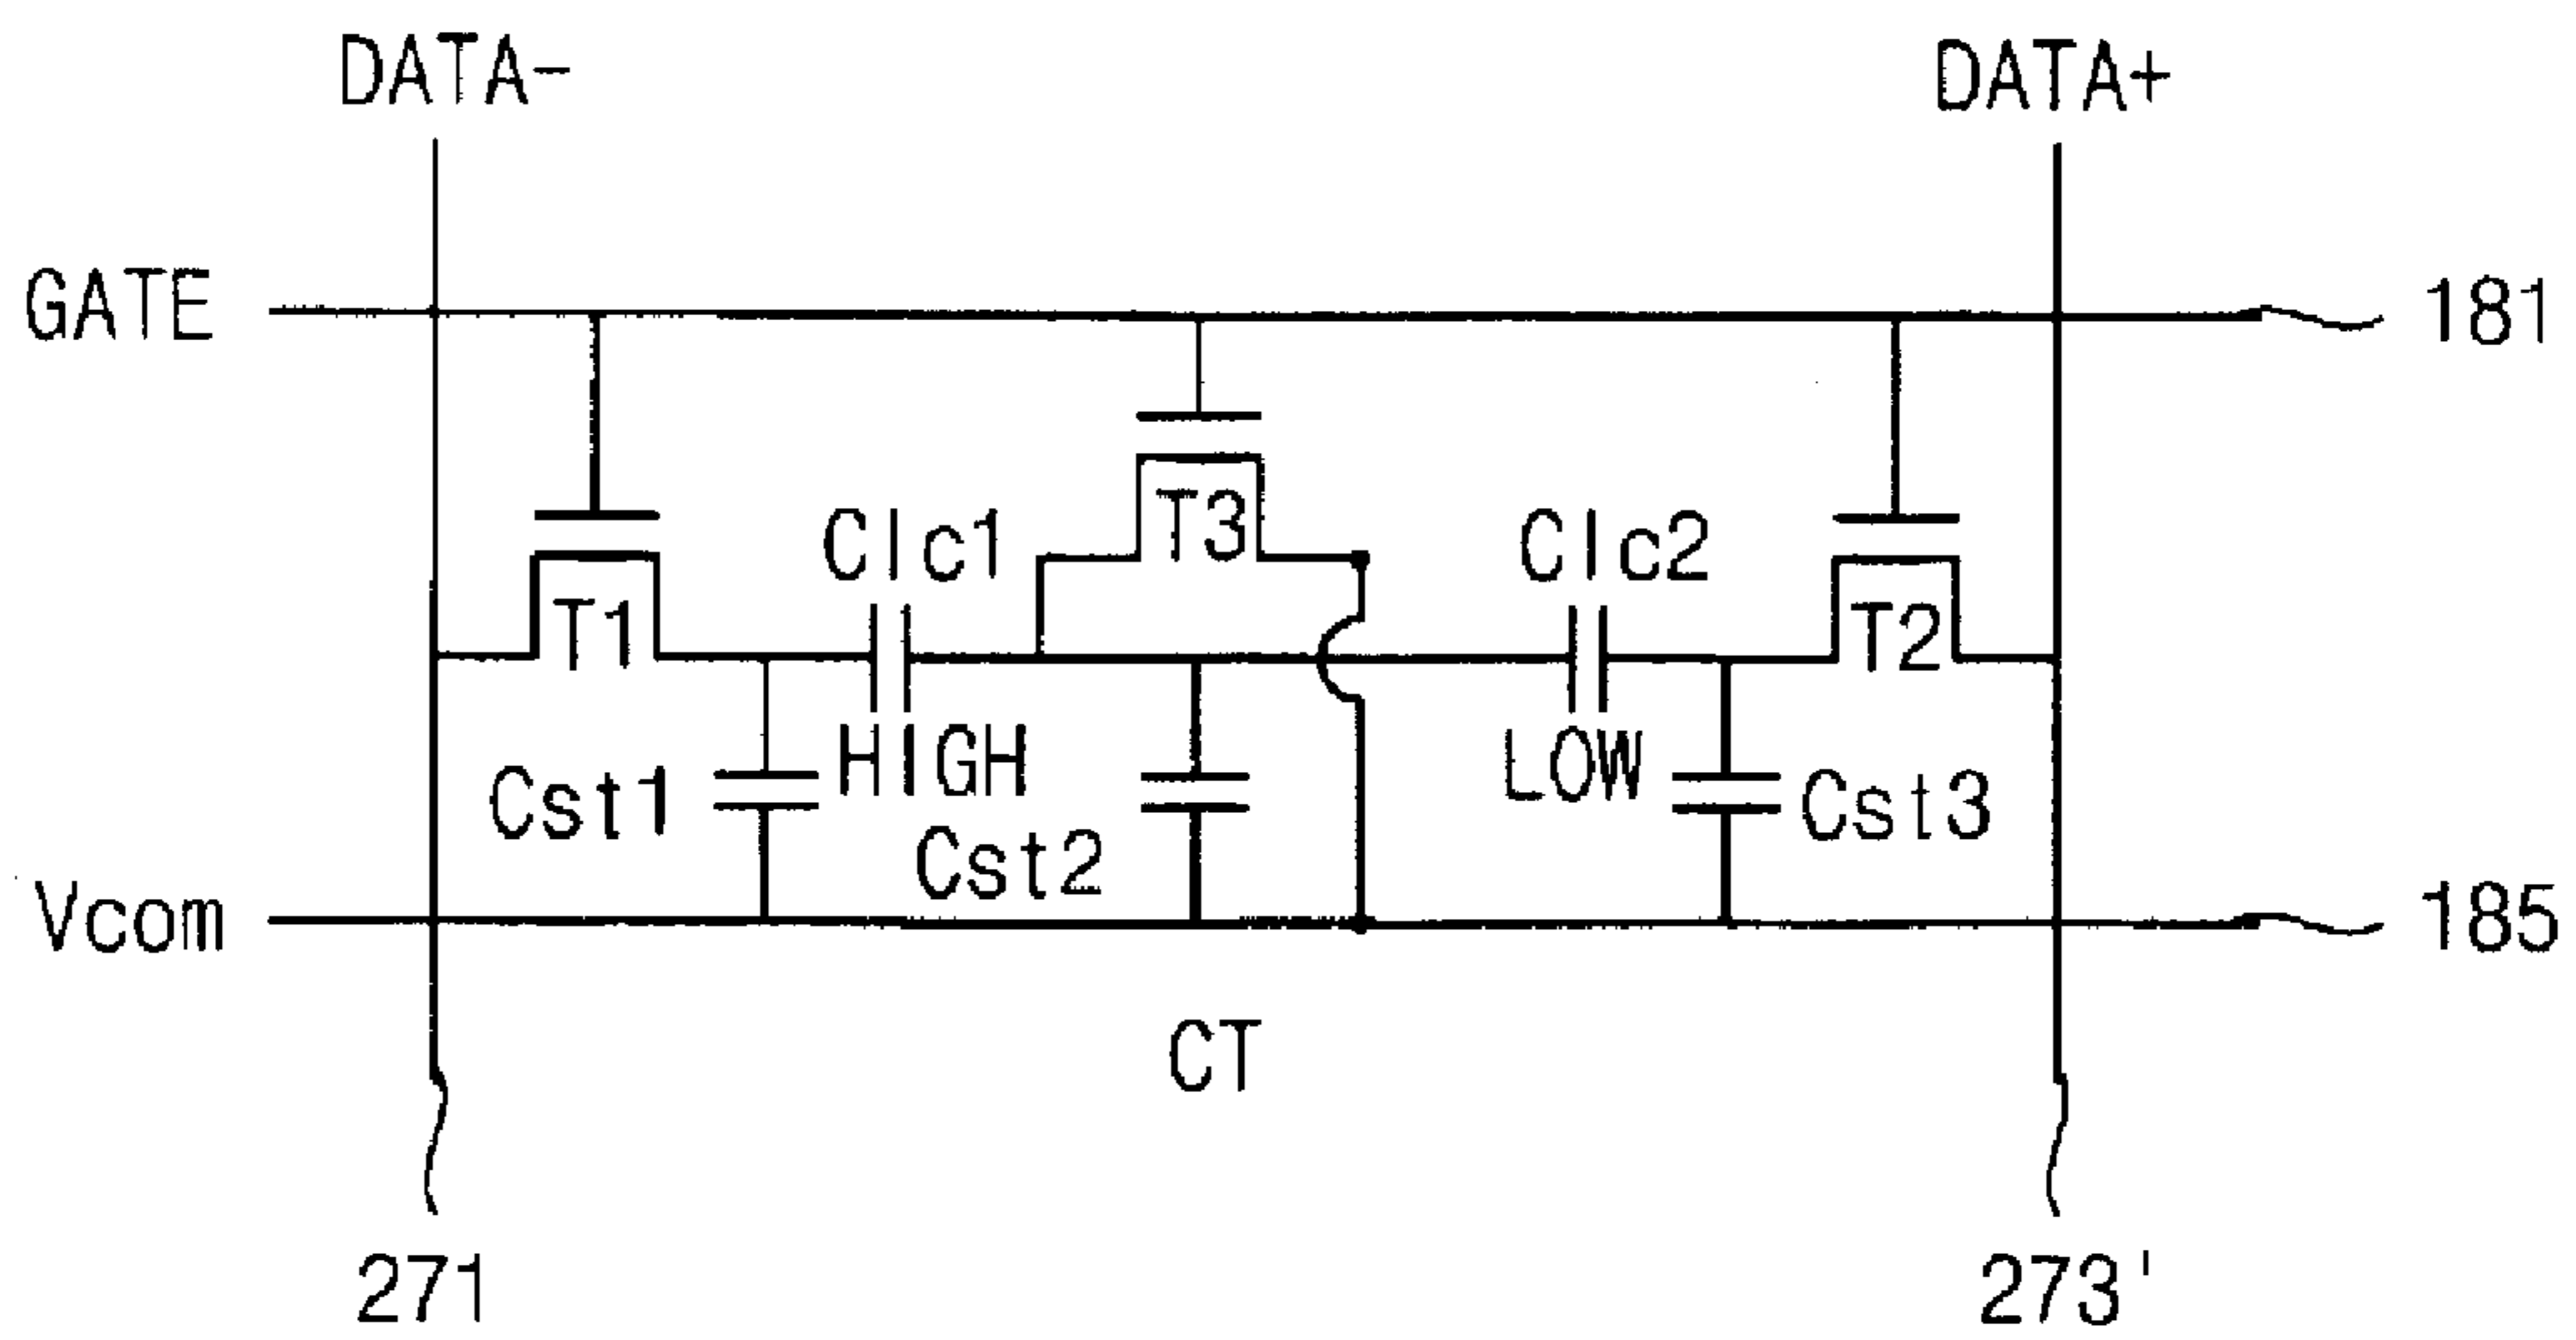 DATA-
DATA+
GATE
181
T3
Clc1
Clc2
T1
T2
HIGH
LOW
Cst1
Cst3
Cst2
Vcom
185
CT
271
273'